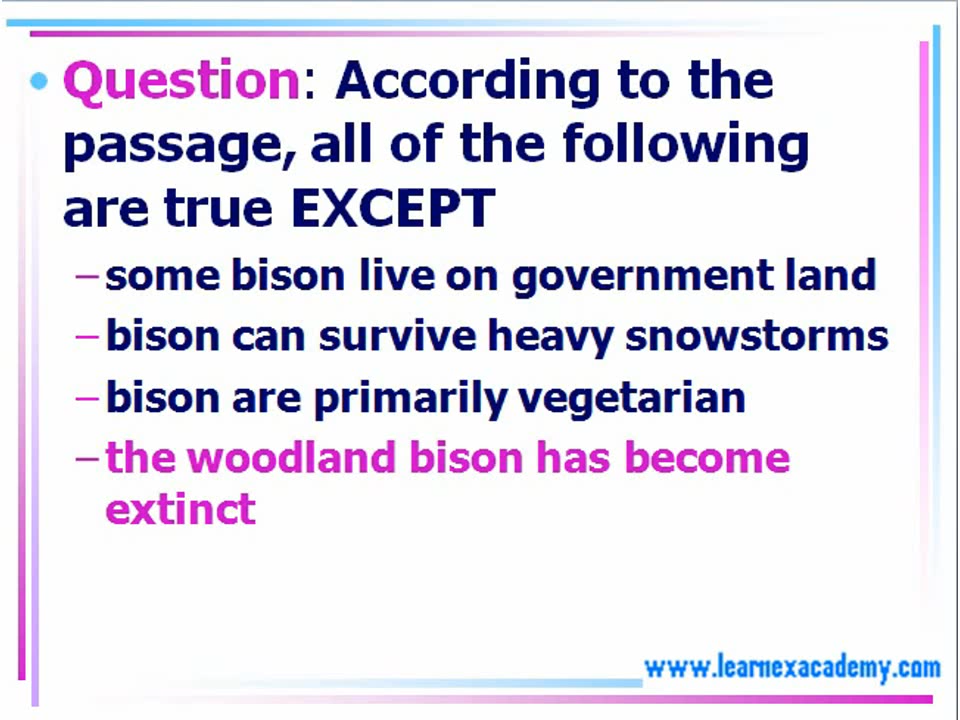 • Question: According to the
passage, all of the following
are true EXCEPT
– some bison live on government land
– bison can survive heavy snowstorms
– bison are primarily vegetarian
– the woodland bison has become
extinct
www.learnexacademy.com